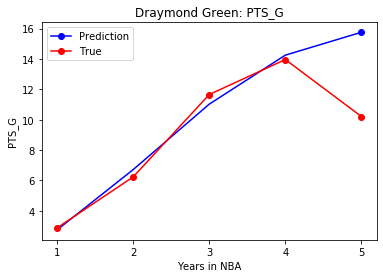 Draymond Green: PTS_G
Prediction
True
16
14
12
10
8
6
4
PTS_G
1 2 3 4 5
Years in NBA